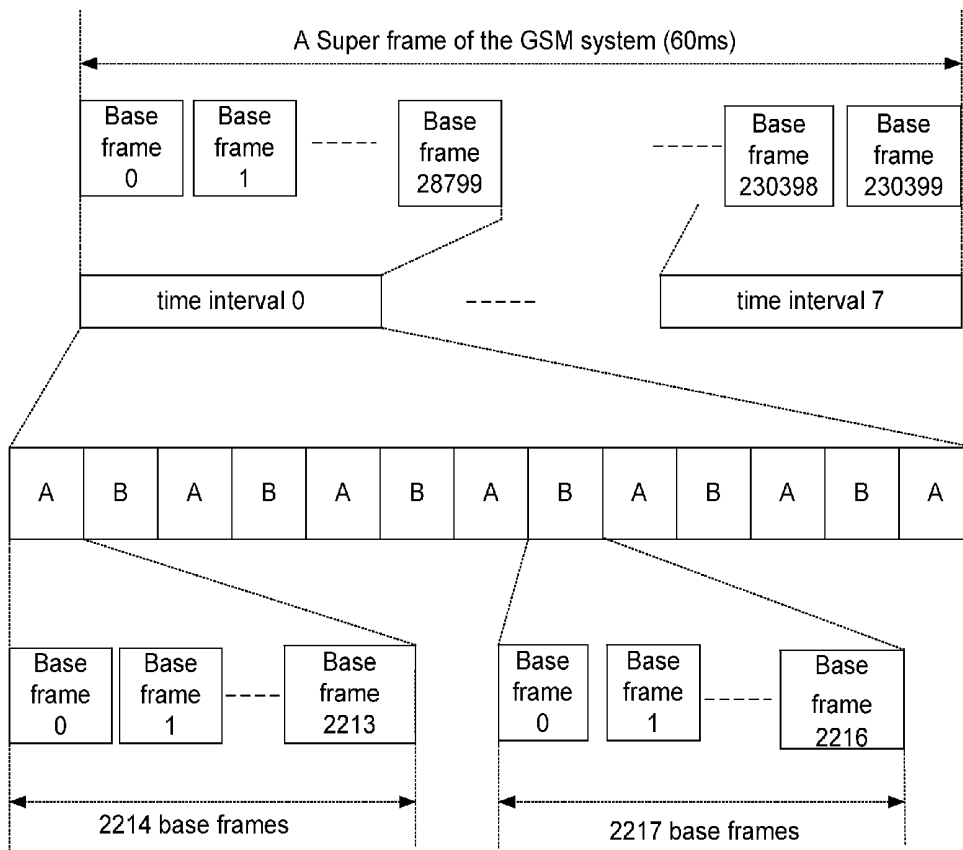 A Super frame of the GSM system (60ms)
Base
frame
0
Base
frame
1
Base
frame
28799
Base
frame
230398
Base
frame
230399
time interval 0
time interval 7
A
B
A
B
A
B
A
B
A
B
A
B
A
Base
frame
0
Base
frame
1
Base
frame
2213
Base
frame
0
Base
frame
1
Base
frame
2216
2214 base frames
2217 base frames